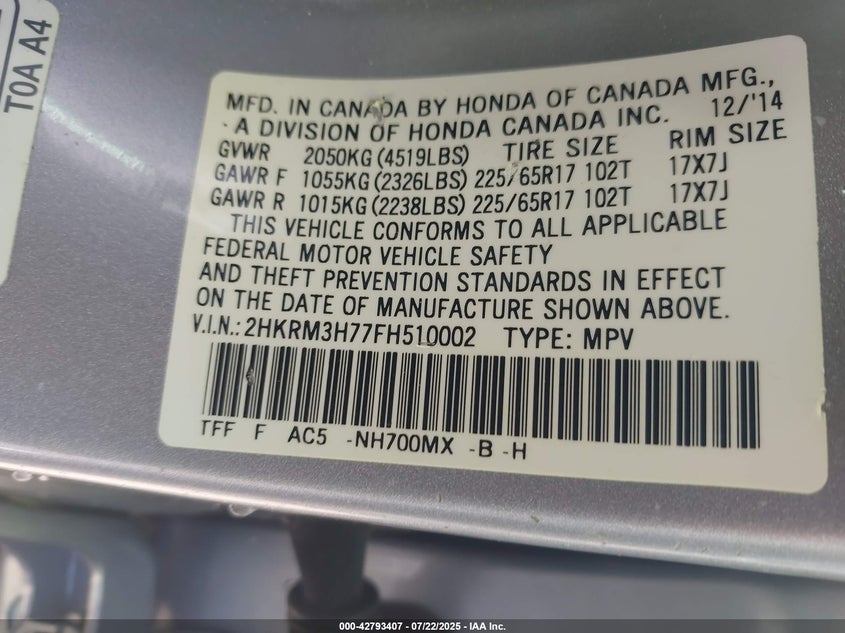 T0A A4
MFD. IN CANADA BY HONDA OF CANADA MFG.,
A DIVISION OF HONDA CANADA INC. 12/'14
GVWR 2050KG (4519LBS) TIRE SIZE RIM SIZE
GAWR F 1055KG (2326LBS) 225/65R17 102T 17X7J
GAWR R 1015KG (2238LBS) 225/65R17 102T 17X7J
THIS VEHICLE CONFORMS TO ALL APPLICABLE
FEDERAL MOTOR VEHICLE SAFETY
AND THEFT PREVENTION STANDARDS IN EFFECT
ON THE DATE OF MANUFACTURE SHOWN ABOVE.
V.I.N.: 2HKRM3H77FH510002 TYPE: MPV
TFF F AC5 -NH700MX -B -H
000-42793407 - 07/22/2025 - IAA Inc.